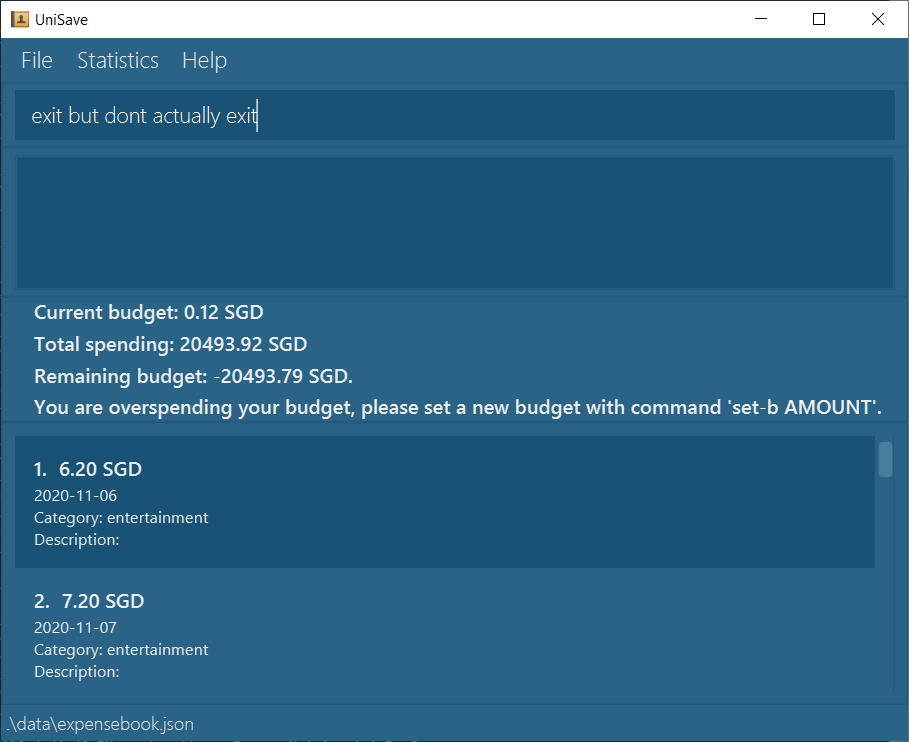 UniSave
File Statistics Help
exit but dont actually exit
Current budget: 0.12 SGD
Total spending: 20493.92 SGD
Remaining budget: -20493.79 SGD.
You are overspending your budget, please set a new budget with command 'set-b AMOUNT'.
1. 6.20 SGD
2020-11-06
Category: entertainment
Description:
2. 7.20 SGD
2020-11-07
Category: entertainment
Description:
.\data\expensebook.json